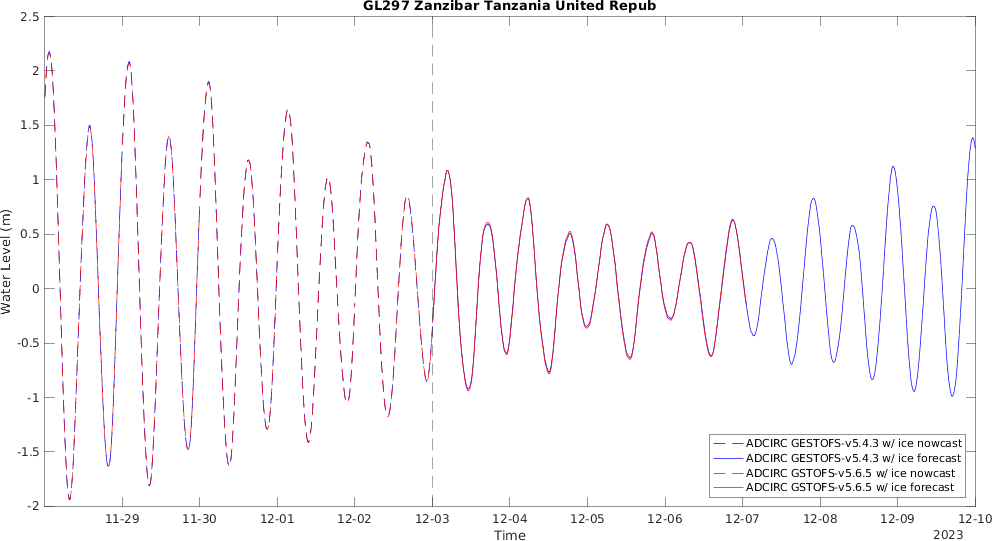 GL297 Zanzibar Tanzania United Repub
2.5
2
1.5
1
0.5
0
-0.5
-1
-1.5
-2
Water Level (m)
ADCIRC GESTOFS-v5.4.3 w/ ice nowcast
ADCIRC GESTOFS-v5.4.3 w/ ice forecast
ADCIRC GSTOFS-v5.6.5 w/ ice nowcast
ADCIRC GSTOFS-v5.6.5 w/ ice forecast
11-29 11-30 12-01 12-02 12-03 12-04 12-05 12-06 12-07 12-08 12-09 12-10
Time
2023